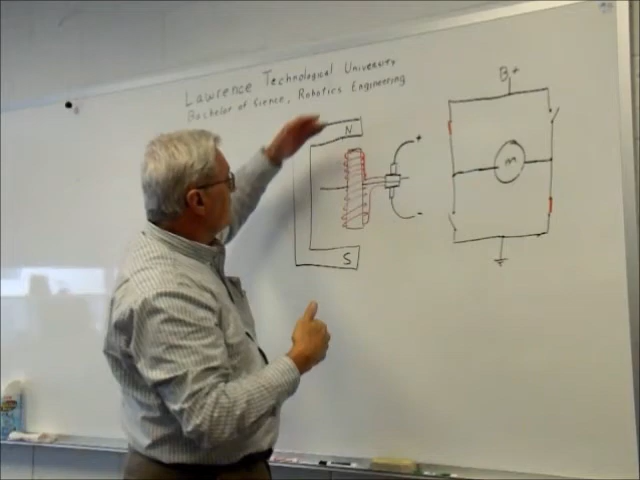 Lawrence Technological University
Bachelor of Science, Robotics Engineering
N
S
+
-
B+
m